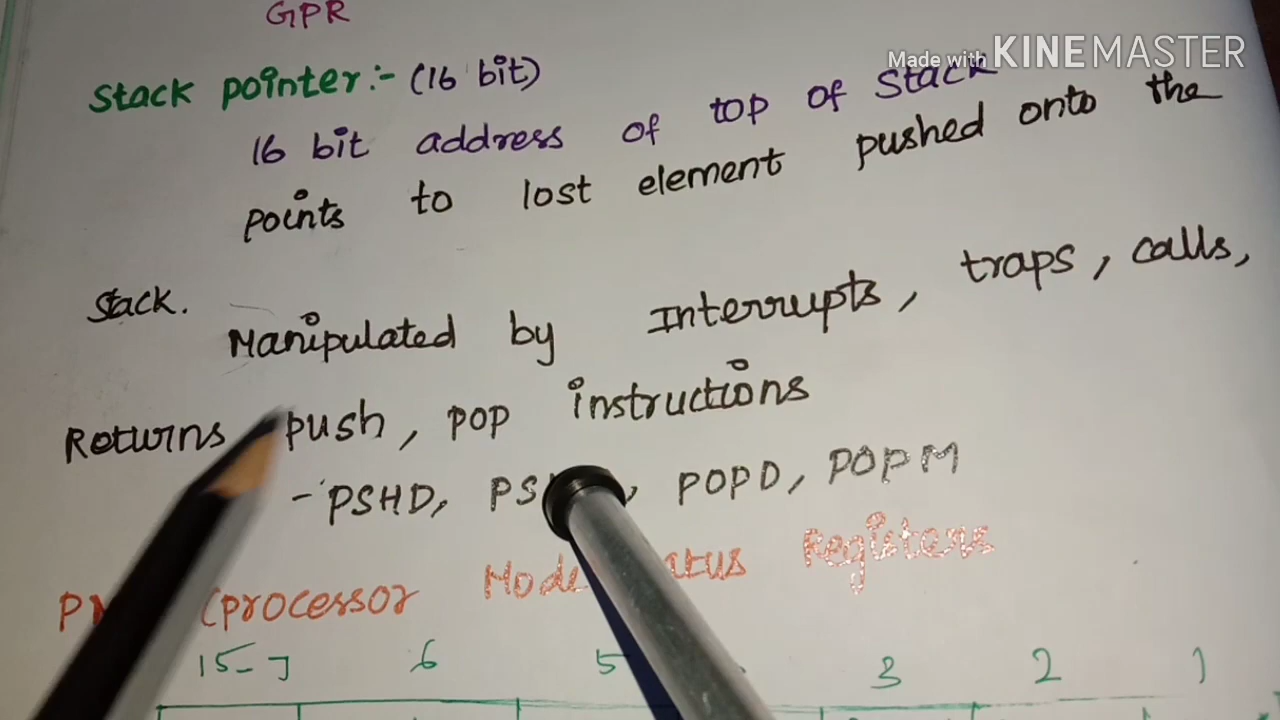 GPR
Made with KINEMASTER
Stack pointer:- (16 bit)
16 bit address of top of Stack
points to lost element pushed onto the
Stack.
Manipulated by Interrupts, traps, calls,
Returns push, pop instructions
- PSHD, POPD, POPM
(processor Registers
15-7 6 5 3 2 1